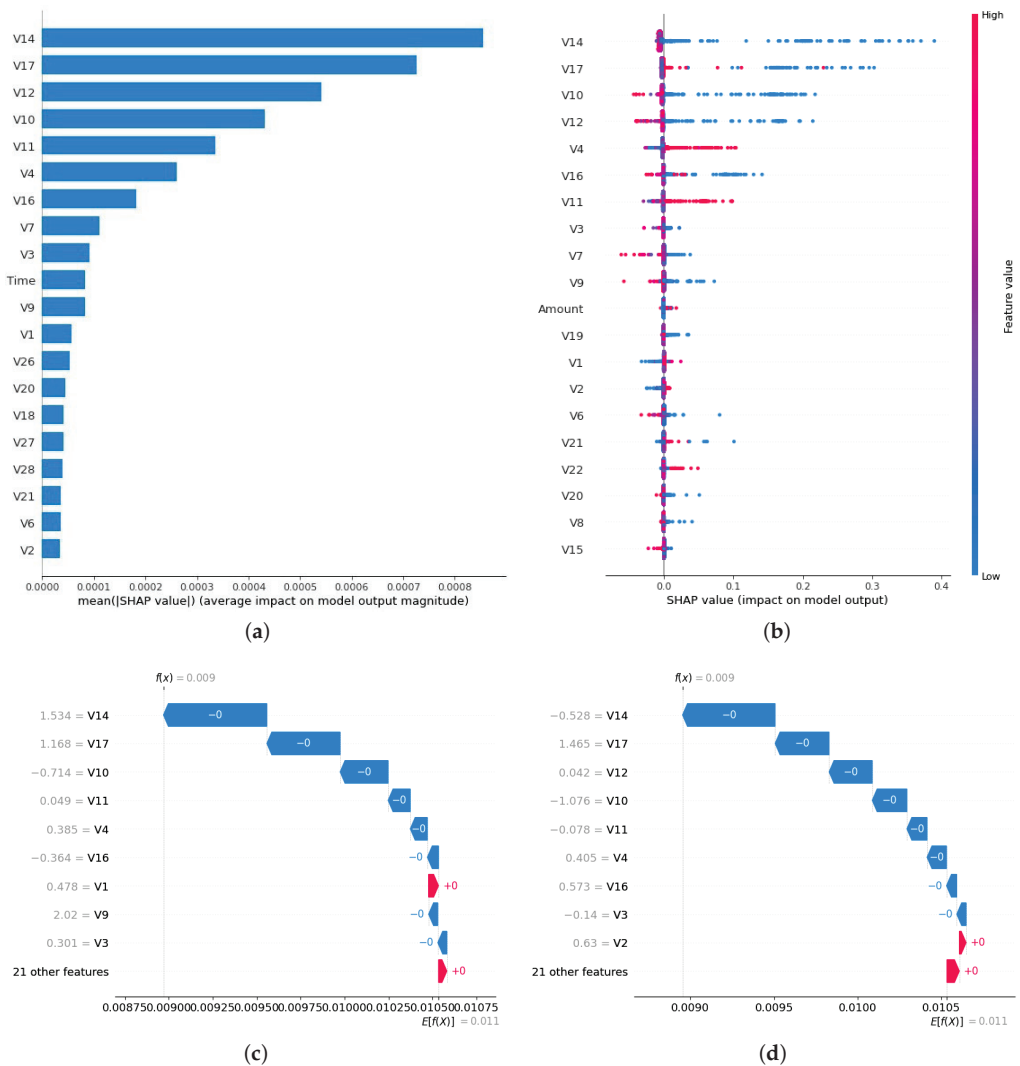 V14
V17
V12
V10
V11
V4
V16
V7
V3
Time
V9
V1
V26
V20
V18
V27
V28
V21
V6
V2
0.0000 0.0001 0.0002 0.0003 0.0004 0.0005 0.0006 0.0007 0.0008
mean(|SHAP value|) (average impact on model output magnitude)
(a)
High
V14
V17
V10
V12
V4
V16
V11
V3
V7
V9
Amount
V19
V1
V2
V6
V21
V22
V20
V8
V15
Low
Feature value
0.0 0.1 0.2 0.3 0.4
SHAP value (impact on model output)
(b)
f(x) = 0.009
1.534 = V14 −0
1.168 = V17 −0
−0.714 = V10 −0
0.049 = V11 −0
0.385 = V4 −0
−0.364 = V16 −0
0.478 = V1 +0
2.02 = V9 −0
0.301 = V3 −0
21 other features +0
0.00875 0.00900 0.00925 0.00950 0.00975 0.01000 0.01025 0.01050 0.01075
E[f(X)] = 0.011
(c)
f(x) = 0.009
−0.528 = V14 −0
1.465 = V17 −0
0.042 = V12 −0
−1.076 = V10 −0
−0.078 = V11 −0
0.405 = V4 −0
0.573 = V16 −0
−0.14 = V3 −0
0.63 = V2 +0
21 other features +0
0.0090 0.0095 0.0100 0.0105
E[f(X)] = 0.011
(d)